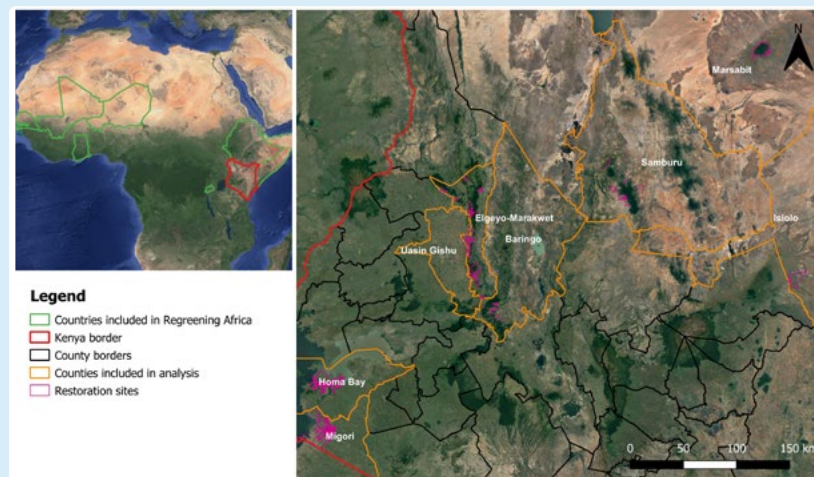 Marsabit
N
Samburu
Elgeyo-Marakwet
Isiolo
Baringo
Uasin Gishu
Homa Bay
Migori
0 50 100 150 km
Legend
Countries included in Regreening Africa
Kenya border
County borders
Counties included in analysis
Restoration sites